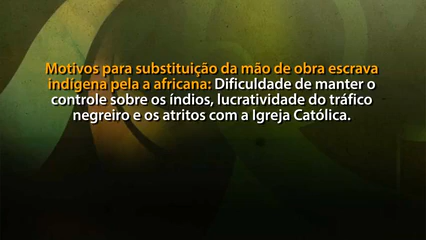 Motivos para substituição da mão de obra escrava
indígena pela a africana: Dificuldade de manter o
controle sobre os índios, lucratividade do tráfico
negreiro e os atritos com a Igreja Católica.